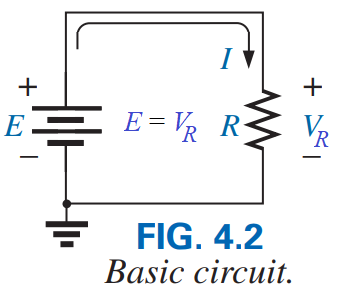 I
+
E
−
E = V_R
R
+
V_R
−
FIG. 4.2
Basic circuit.